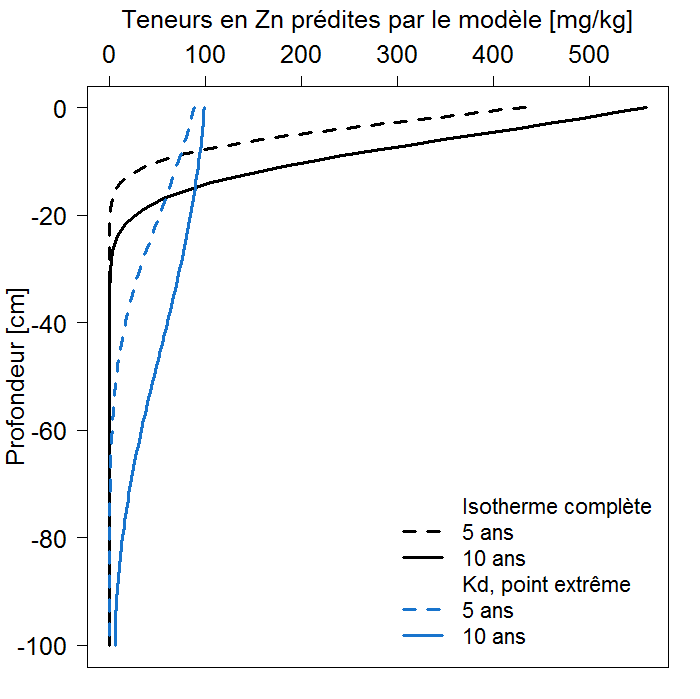 Teneurs en Zn prédites par le modèle [mg/kg]
0 100 200 300 400 500
Profondeur [cm]
0
-20
-40
-60
-80
-100
Isotherme complète
5 ans
10 ans
Kd, point extrême
5 ans
10 ans